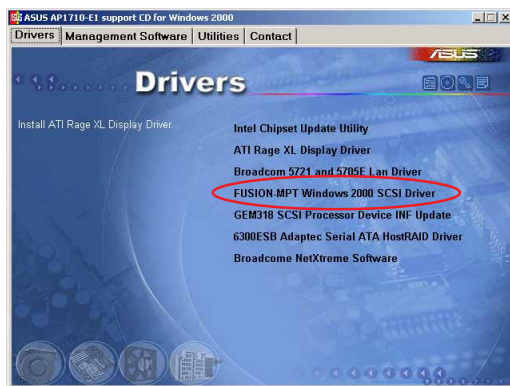 ASUS AP1710-E1 support CD for Windows 2000
Drivers Management Software Utilities Contact
/SUS
Drivers
Install ATI Rage XL Display Driver.
Intel Chipset Update Utility
ATI Rage XL Display Driver
Broadcom 5721 and 5705E Lan Driver
FUSION-MPT Windows 2000 SCSI Driver
GEM318 SCSI Processor Device INF Update
6300ESB Adaptec Serial ATA HostRAID Driver
Broadcome NetXtreme Software